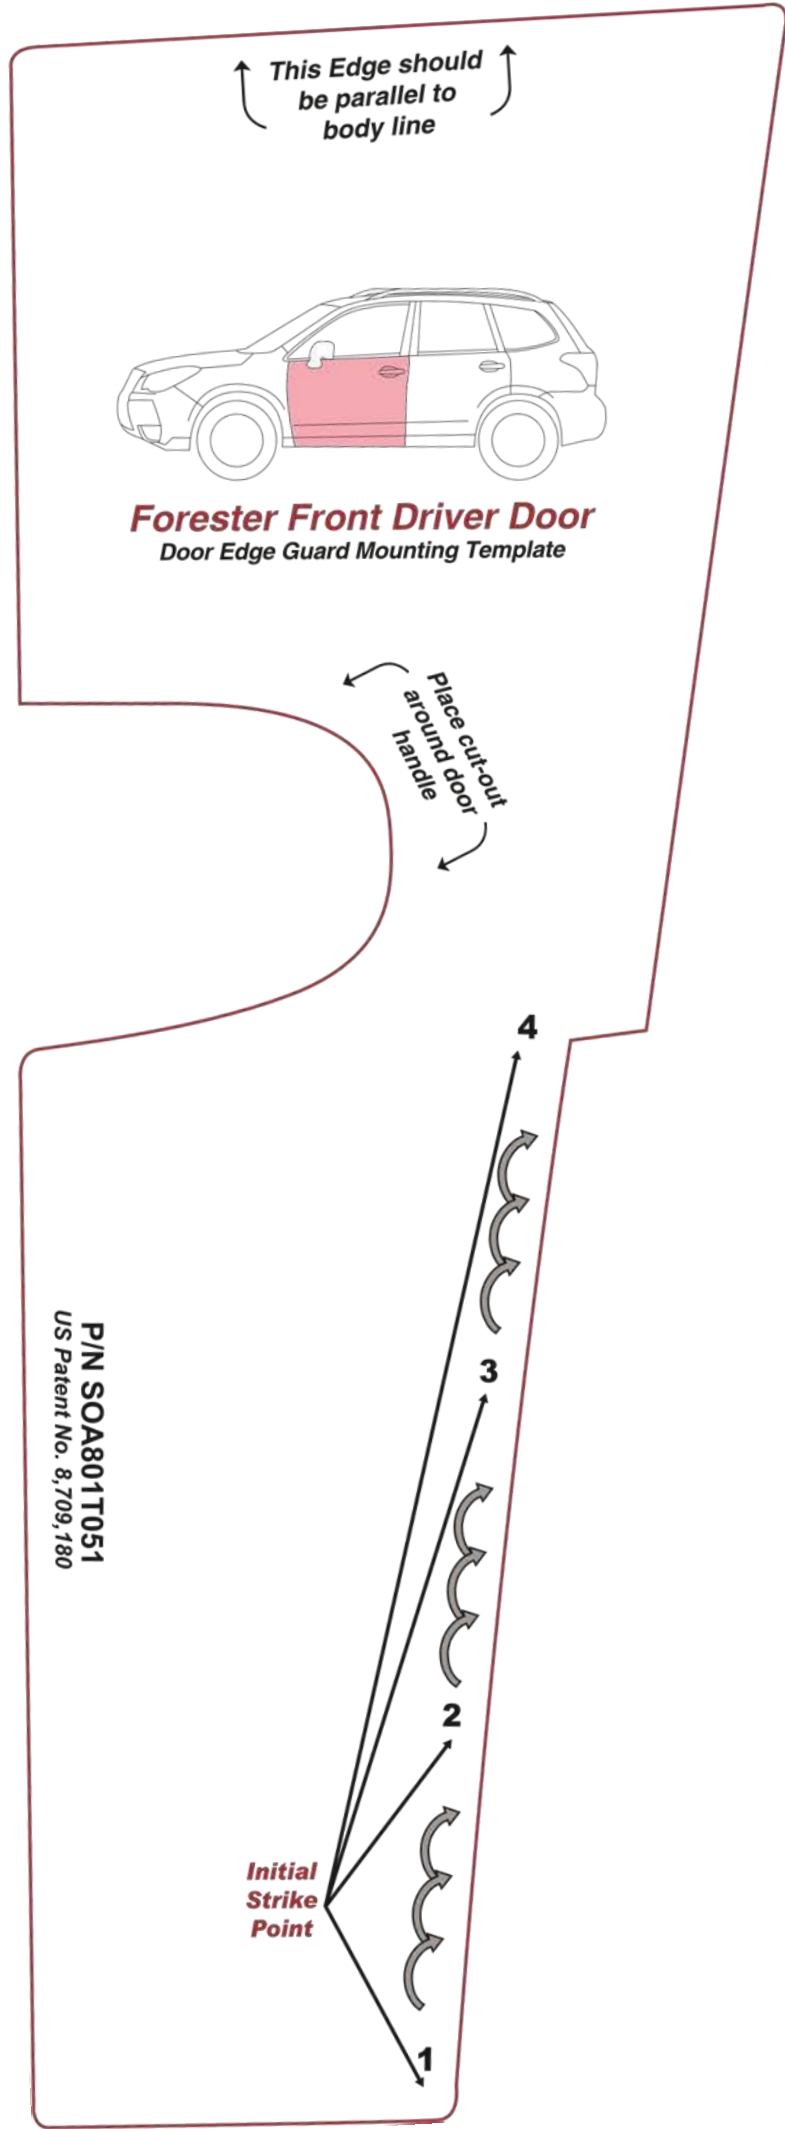 This Edge should
be parallel to
body line
Forester Front Driver Door
Door Edge Guard Mounting Template
Place cut-out
around door
handle
4
3
P/N SOA801T051
US Patent No. 8,709,180
2
Initial
Strike
Point
1